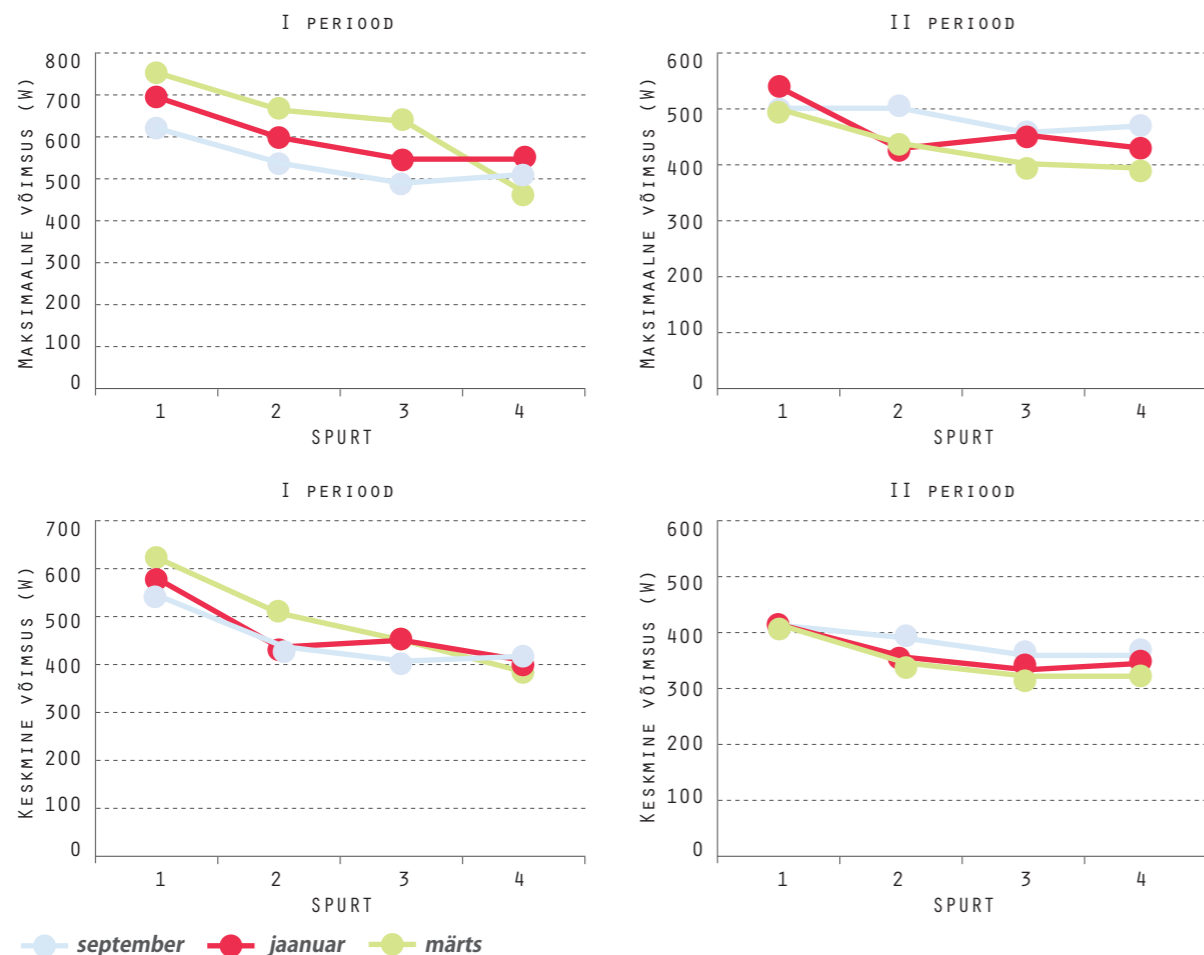 I PERIOOD
MAKSIMAALNE VÕIMSUS (W)
800
700
600
500
400
300
200
100
0
1 2 3 4
SPURT
II PERIOOD
MAKSIMAALNE VÕIMSUS (W)
600
500
400
300
200
100
0
1 2 3 4
SPURT
I PERIOOD
KESKMINE VÕIMSUS (W)
700
600
500
400
300
200
100
0
1 2 3 4
SPURT
II PERIOOD
KESKMINE VÕIMSUS (W)
600
500
400
300
200
100
0
1 2 3 4
SPURT
september jaanuar märts